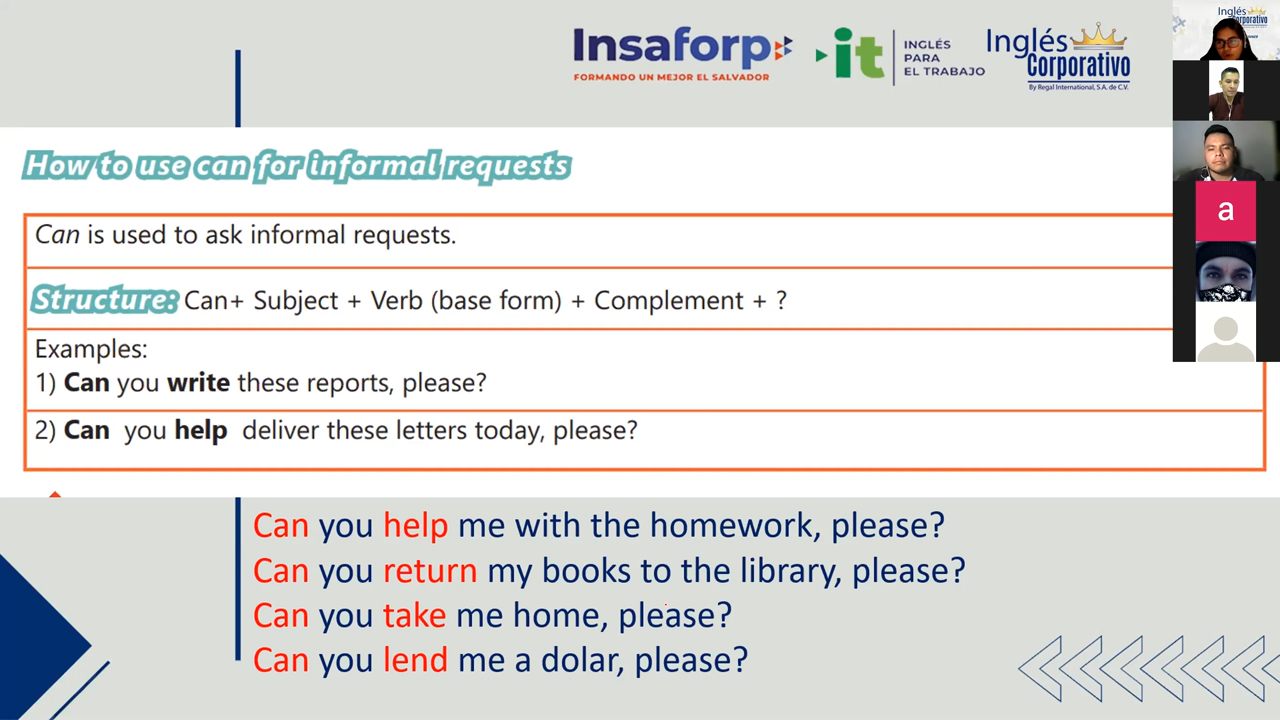 Insaforp
FORMANDO UN MEJOR EL SALVADOR
it
INGLÉS
PARA
EL TRABAJO
Inglés
Corporativo
By Regal International, S.A. de C.V.
Inglés
Corporativo
How to use can for informal requests
Can is used to ask informal requests.
Structure: Can+ Subject + Verb (base form) + Complement + ?
Examples:
1) Can you write these reports, please?
2) Can you help deliver these letters today, please?
a
Can you help me with the homework, please?
Can you return my books to the library, please?
Can you take me home, please?
Can you lend me a dolar, please?